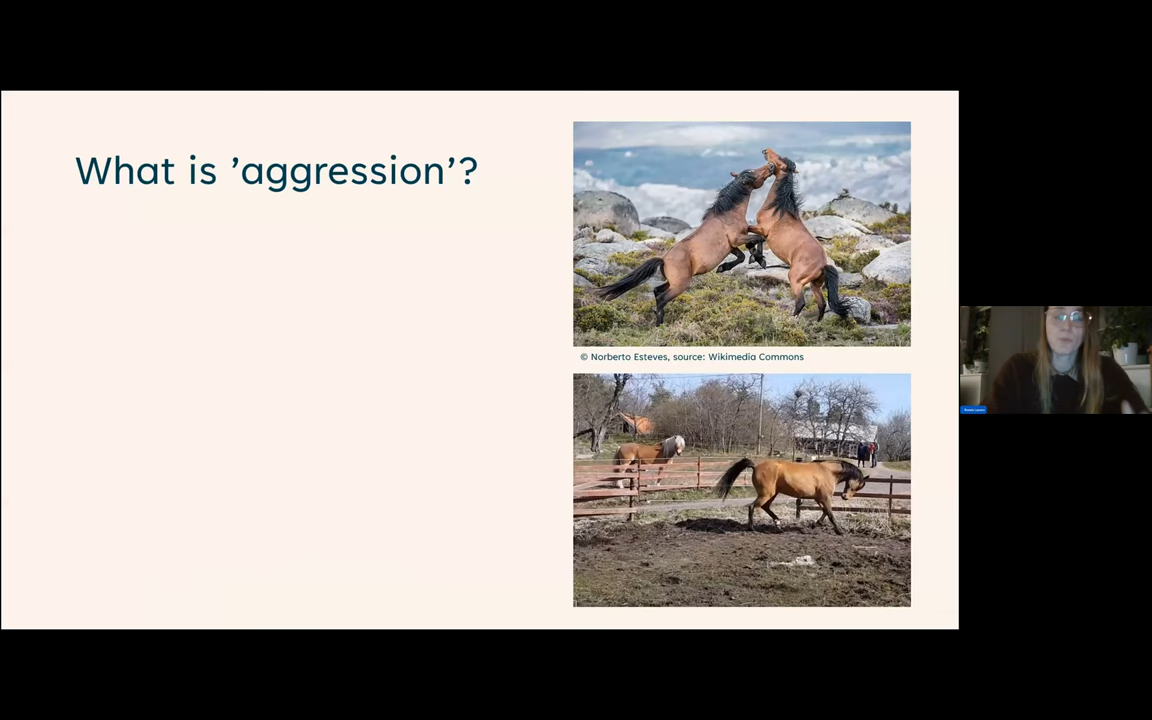 What is ’aggression’?
© Norberto Esteves, source: Wikimedia Commons